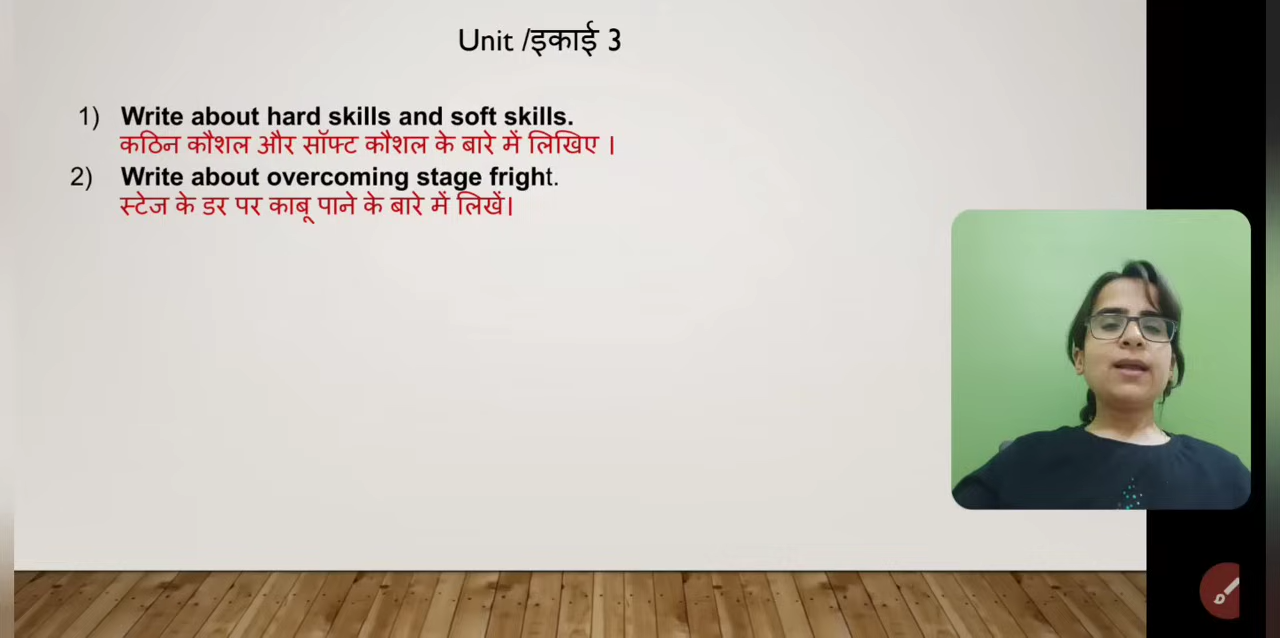 Unit /इकाई 3
1) Write about hard skills and soft skills.
कठिन कौशल और सॉफ्ट कौशल के बारे में लिखिए ।
2) Write about overcoming stage fright.
स्टेज के डर पर काबू पाने के बारे में लिखें।